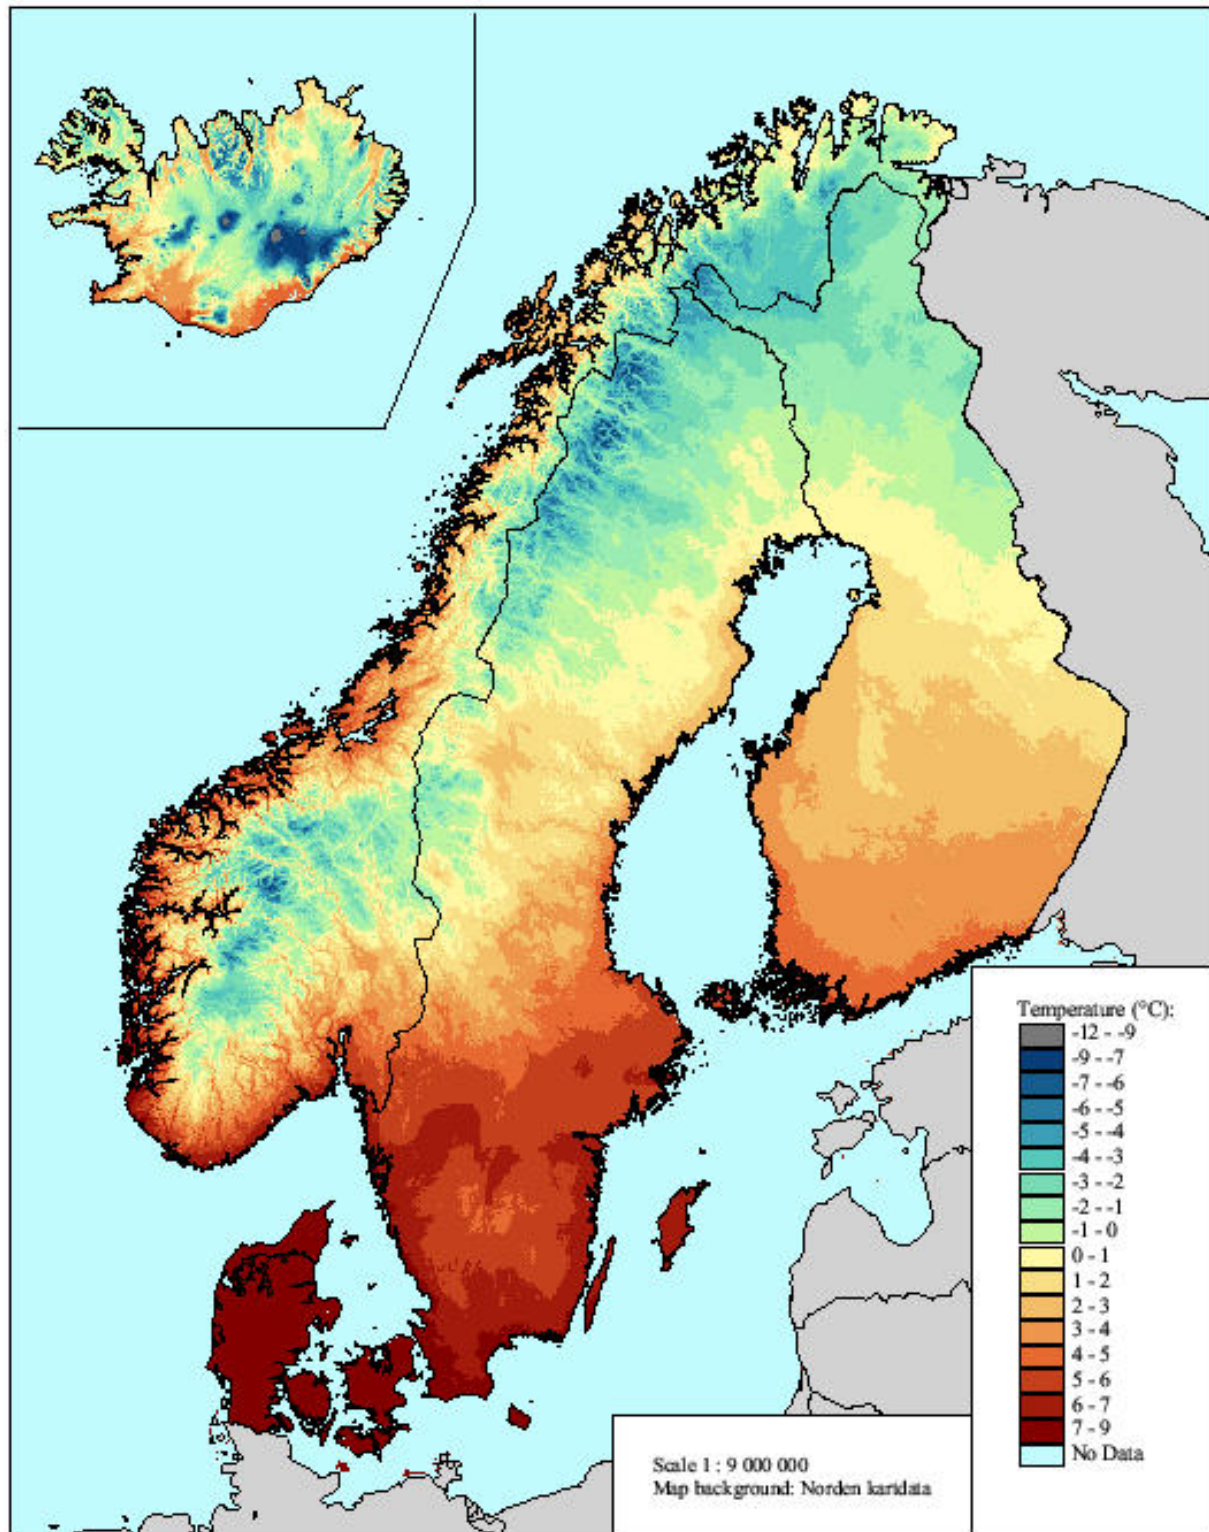 Temperature (°C):
-12 - -9
-9 - -7
-7 - -6
-6 - -5
-5 - -4
-4 - -3
-3 - -2
-2 - -1
-1 - 0
0 - 1
1 - 2
2 - 3
3 - 4
4 - 5
5 - 6
6 - 7
7 - 9
No Data
Scale 1 : 9 000 000
Map background: Norden kartdata